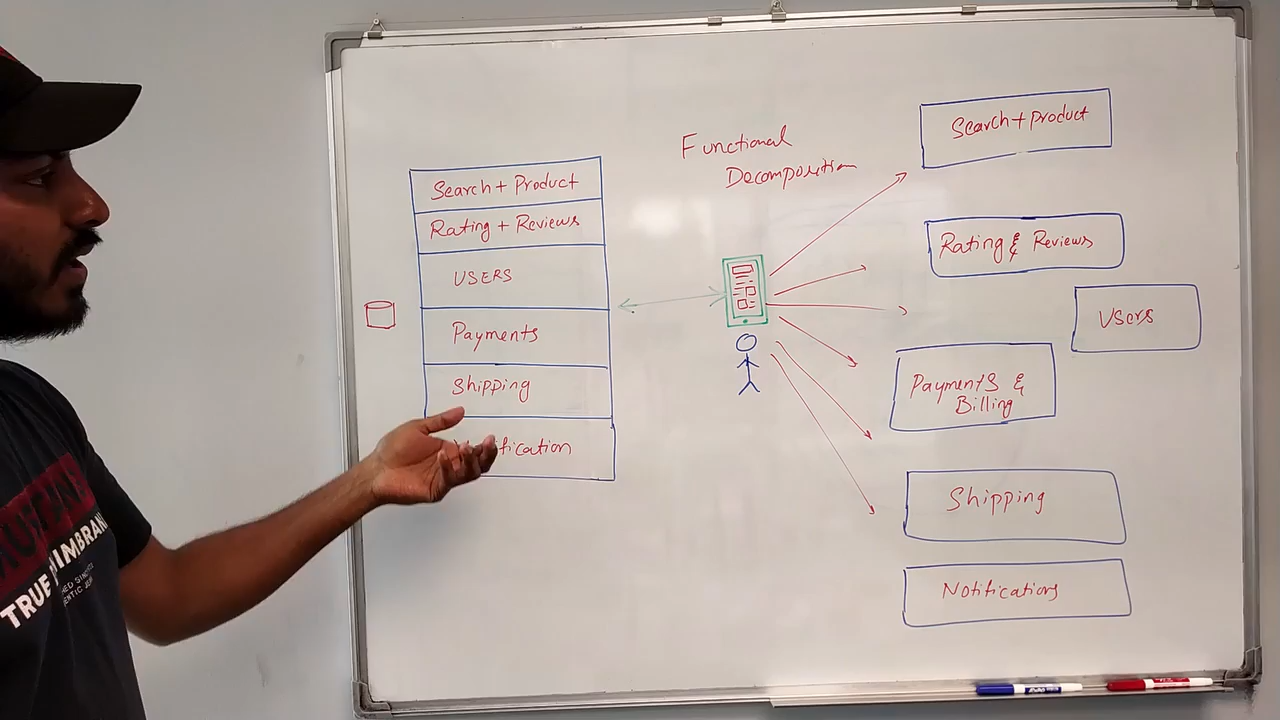 Functional
Decomposition
Search + Product
Rating + Reviews
USERS
Payments
Shipping
Search + Product
Rating & Reviews
Users
Payments &
Billing
Shipping
Notifications
TRUE